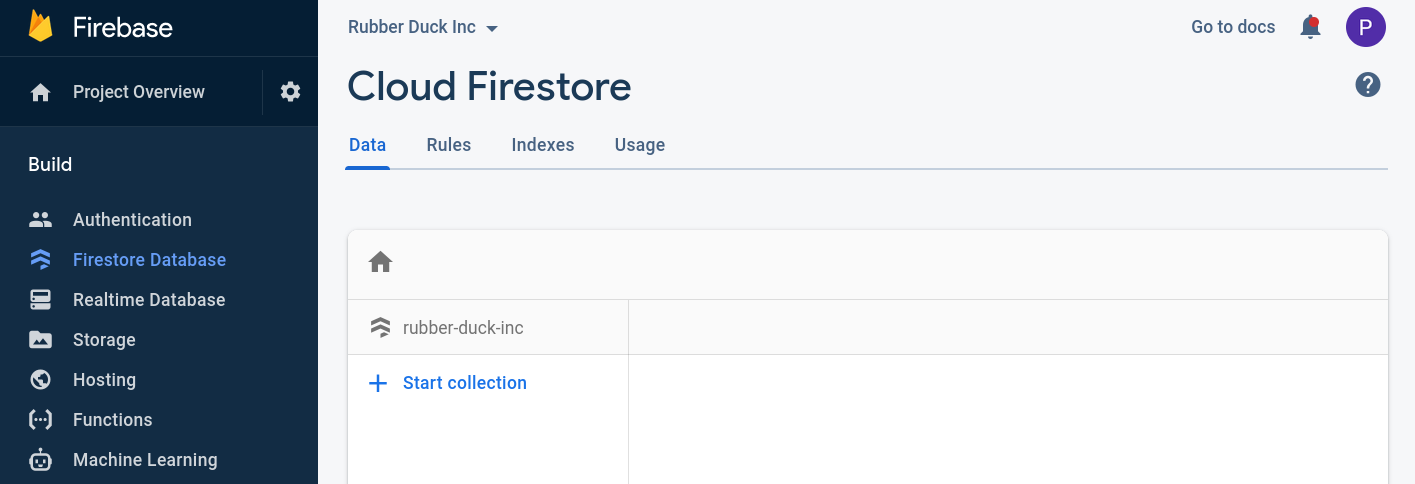 Firebase
Project Overview
Build
Authentication
Firestore Database
Realtime Database
Storage
Hosting
Functions
Machine Learning
Rubber Duck Inc
Go to docs
P
Cloud Firestore
?
Data Rules Indexes Usage
rubber-duck-inc
+ Start collection